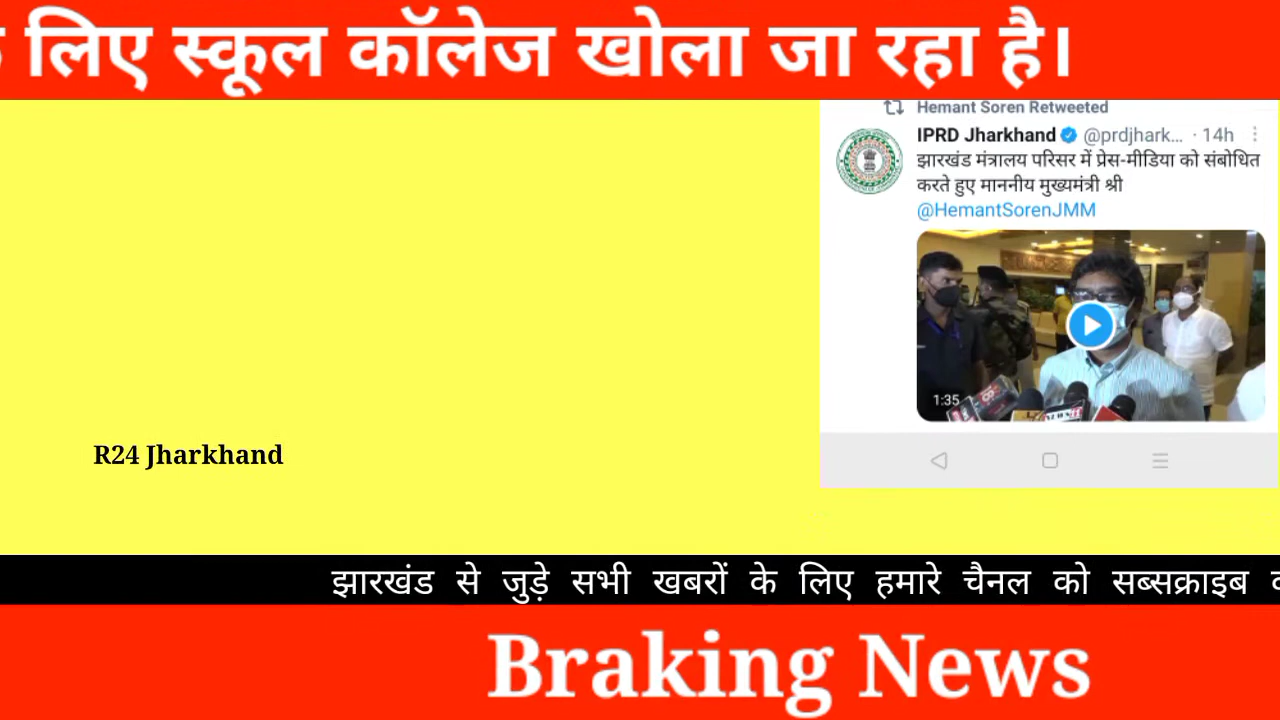 लिए स्कूल कॉलेज खोला जा रहा है।
Hemant Soren Retweeted
IPRD Jharkhand @prdjhark... · 14h
झारखंड मंत्रालय परिसर में प्रेस-मीडिया को संबोधित
करते हुए माननीय मुख्यमंत्री श्री
@HemantSorenJMM
1:35
R24 Jharkhand
झारखंड से जुड़े सभी खबरों के लिए हमारे चैनल को सब्सक्राइब
Braking News